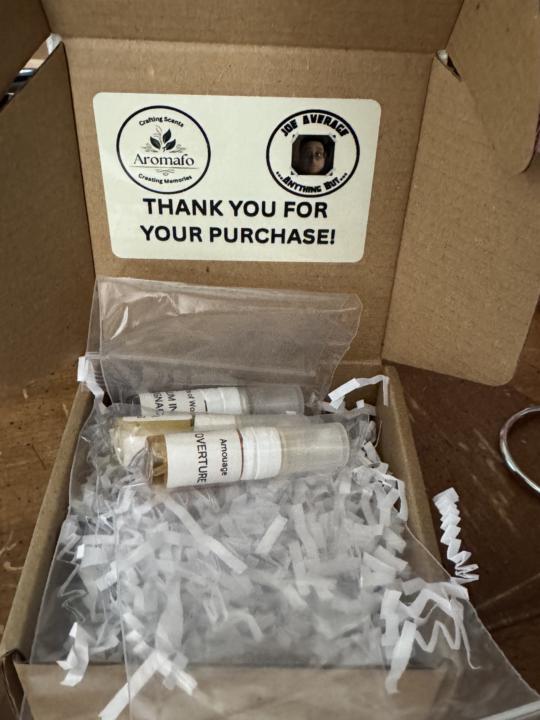 Crafting Scents
Aromafo
Creating Memories
JOE AVERAGE
...ANYTHING BUT...
THANK YOU FOR
YOUR PURCHASE!
Amouage
OVERTURE